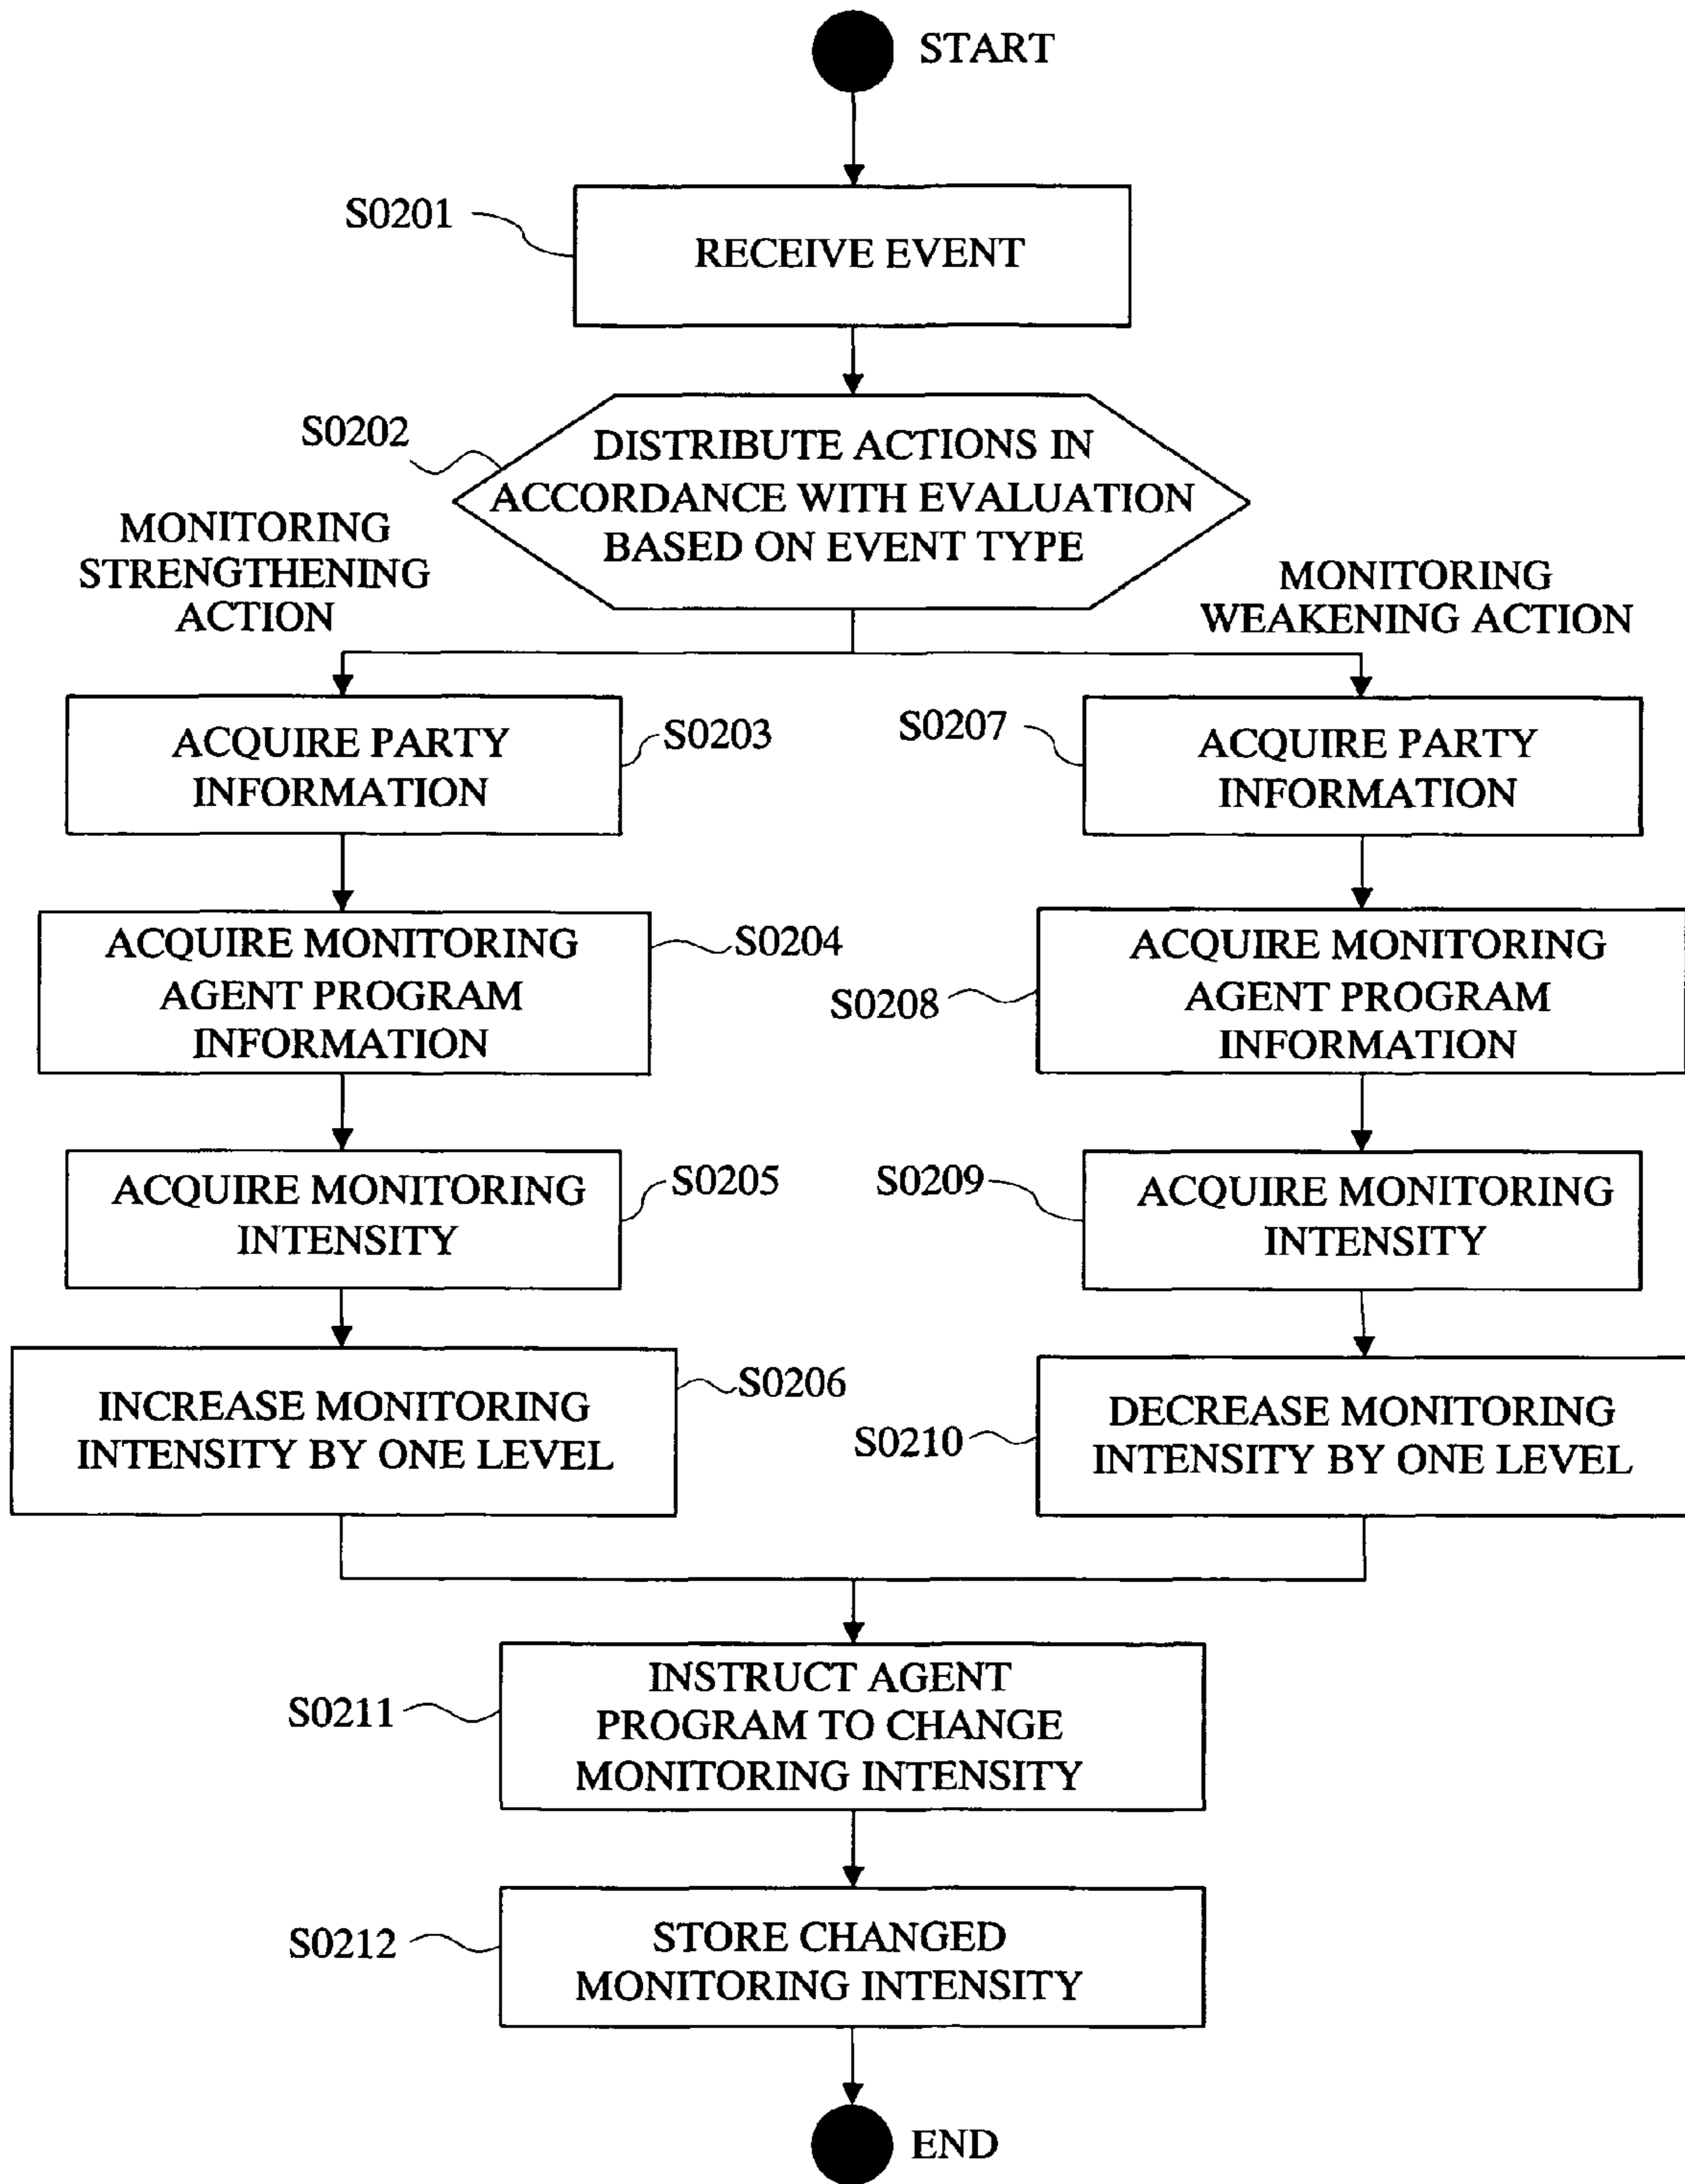 START
S0201
RECEIVE EVENT
S0202
DISTRIBUTE ACTIONS IN
ACCORDANCE WITH EVALUATION
BASED ON EVENT TYPE
MONITORING
STRENGTHENING
ACTION
MONITORING
WEAKENING ACTION
ACQUIRE PARTY
INFORMATION
S0203
S0207
ACQUIRE PARTY
INFORMATION
ACQUIRE MONITORING
AGENT PROGRAM
INFORMATION
S0204
S0208
ACQUIRE MONITORING
AGENT PROGRAM
INFORMATION
ACQUIRE MONITORING
INTENSITY
S0205
S0209
ACQUIRE MONITORING
INTENSITY
INCREASE MONITORING
INTENSITY BY ONE LEVEL
S0206
S0210
DECREASE MONITORING
INTENSITY BY ONE LEVEL
S0211
INSTRUCT AGENT
PROGRAM TO CHANGE
MONITORING INTENSITY
S0212
STORE CHANGED
MONITORING INTENSITY
END